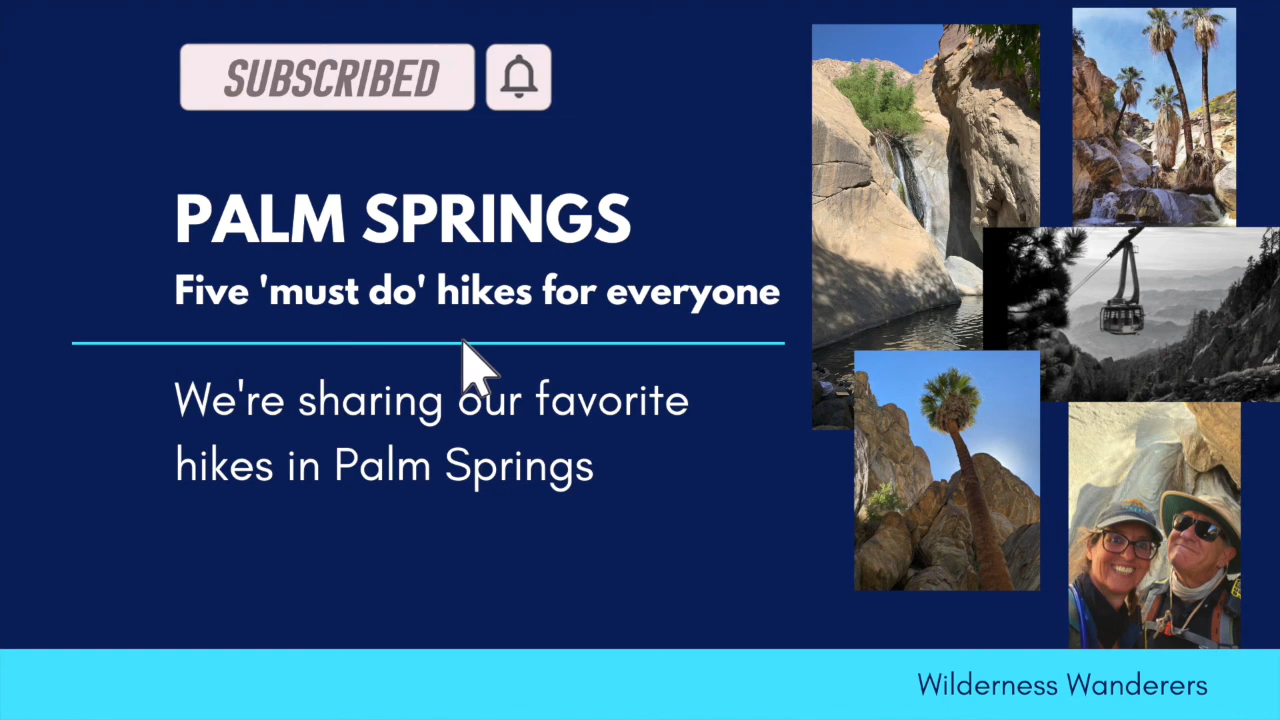 SUBSCRIBED
PALM SPRINGS
Five 'must do' hikes for everyone
We're sharing our favorite
hikes in Palm Springs
Wilderness Wanderers